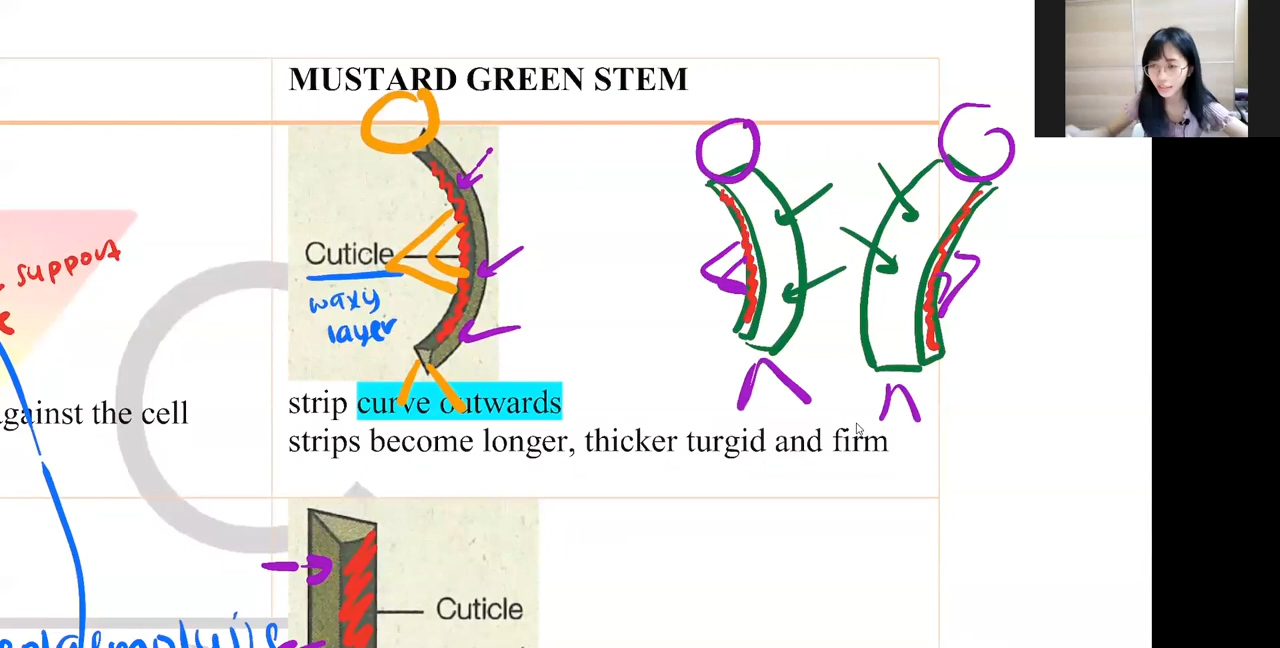 MUSTARD GREEN STEM
support
Cuticle
waxy
layer
strip curve outwards
against the cell
strips become longer, thicker turgid and firm
Cuticle